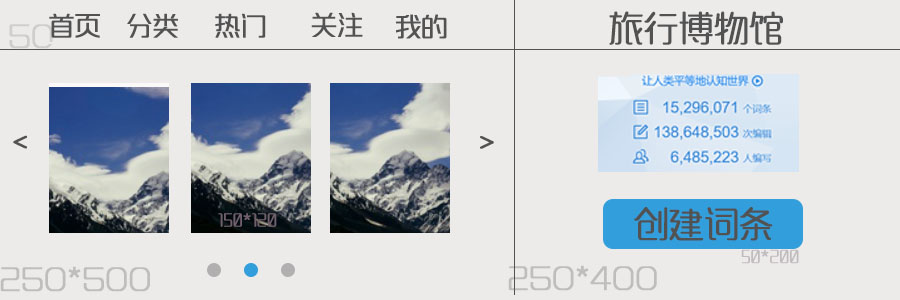 50
首页 分类 热门 关注 我的
<
150*120
>
250*500
旅行博物馆
让人类平等地认知世界
15,296,071 个词条
138,648,503 次编辑
6,485,223 人编写
创建词条
50*200
250*400